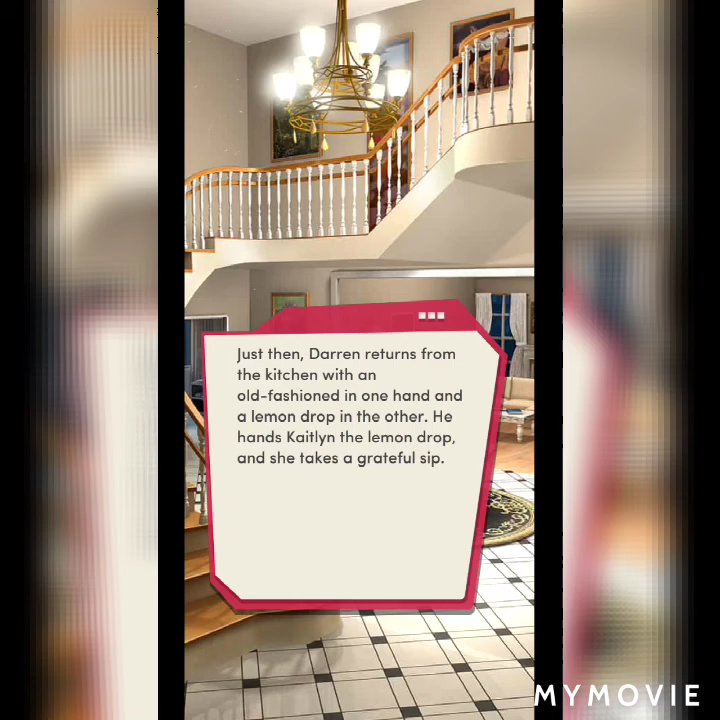 Just then, Darren returns from
the kitchen with an
old-fashioned in one hand and
a lemon drop in the other. He
hands Kaitlyn the lemon drop,
and she takes a grateful sip.
MYMOVIE